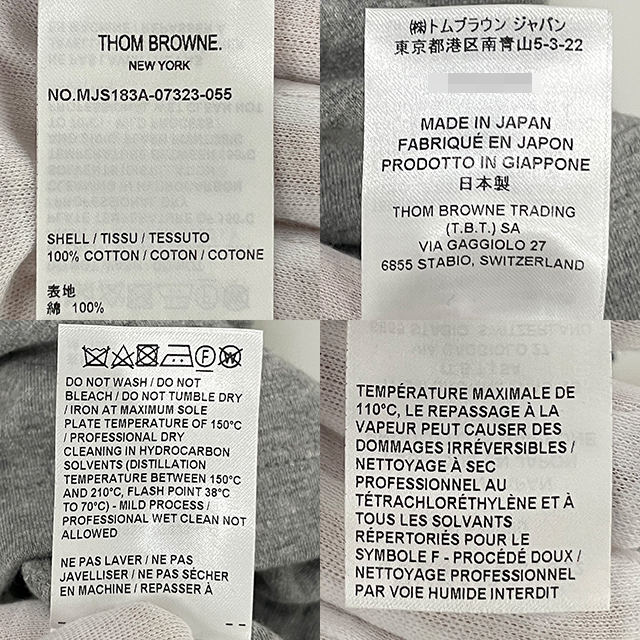 THOM BROWNE.
NEW YORK
NO.MJS183A-07323-055
SHELL / TISSU / TESSUTO
100% COTTON / COTON / COTONE
表地
綿 100%
㈱トムブラウン ジャパン
東京都港区南青山5-3-22
MADE IN JAPAN
FABRIQUÉ EN JAPON
PRODOTTO IN GIAPPONE
日本製
THOM BROWNE TRADING
(T.B.T.) SA
VIA GAGGIOLO 27
6855 STABIO, SWITZERLAND
DO NOT WASH / DO NOT
BLEACH / DO NOT TUMBLE DRY
/ IRON AT MAXIMUM SOLE
PLATE TEMPERATURE OF 150°C
/ PROFESSIONAL DRY
CLEANING IN HYDROCARBON
SOLVENTS (DISTILLATION
TEMPERATURE BETWEEN 150°C
AND 210°C, FLASH POINT 38°C
TO 70°C) - MILD PROCESS /
PROFESSIONAL WET CLEAN NOT
ALLOWED
NE PAS LAVER / NE PAS
JAVELLISER / NE PAS SÉCHER
EN MACHINE / REPASSER À
TEMPÉRATURE MAXIMALE DE
110°C, LE REPASSAGE À LA
VAPEUR PEUT CAUSER DES
DOMMAGES IRRÉVERSIBLES /
NETTOYAGE À SEC
PROFESSIONNEL AU
TÉTRACHLORÉTHYLÈNE ET À
TOUS LES SOLVANTS
RÉPERTORIÉS POUR LE
SYMBOLE F - PROCÉDÉ DOUX /
NETTOYAGE PROFESSIONNEL
PAR VOIE HUMIDE INTERDIT